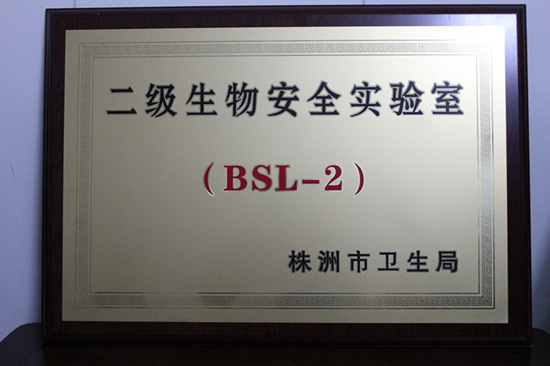 二级生物安全实验室
（BSL-2）
株洲市卫生局